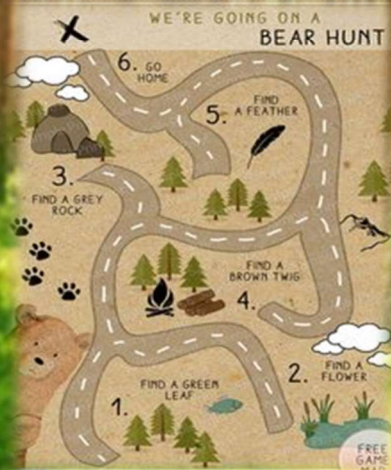 WE'RE GOING ON A
BEAR HUNT
6. GO
HOME
5. FIND
A FEATHER
3.
FIND A GREY
ROCK
FIND A
BROWN TWIG
4.
2. FIND A
FLOWER
FIND A GREEN
LEAF
1.
FREE
GAME